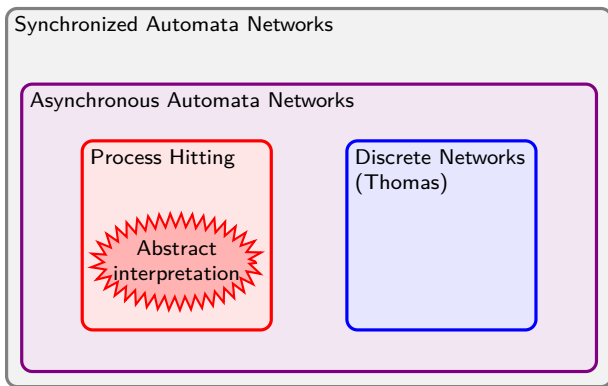 Synchronized Automata Networks
Asynchronous Automata Networks
Process Hitting
Discrete Networks
(Thomas)
Abstract
interpretation